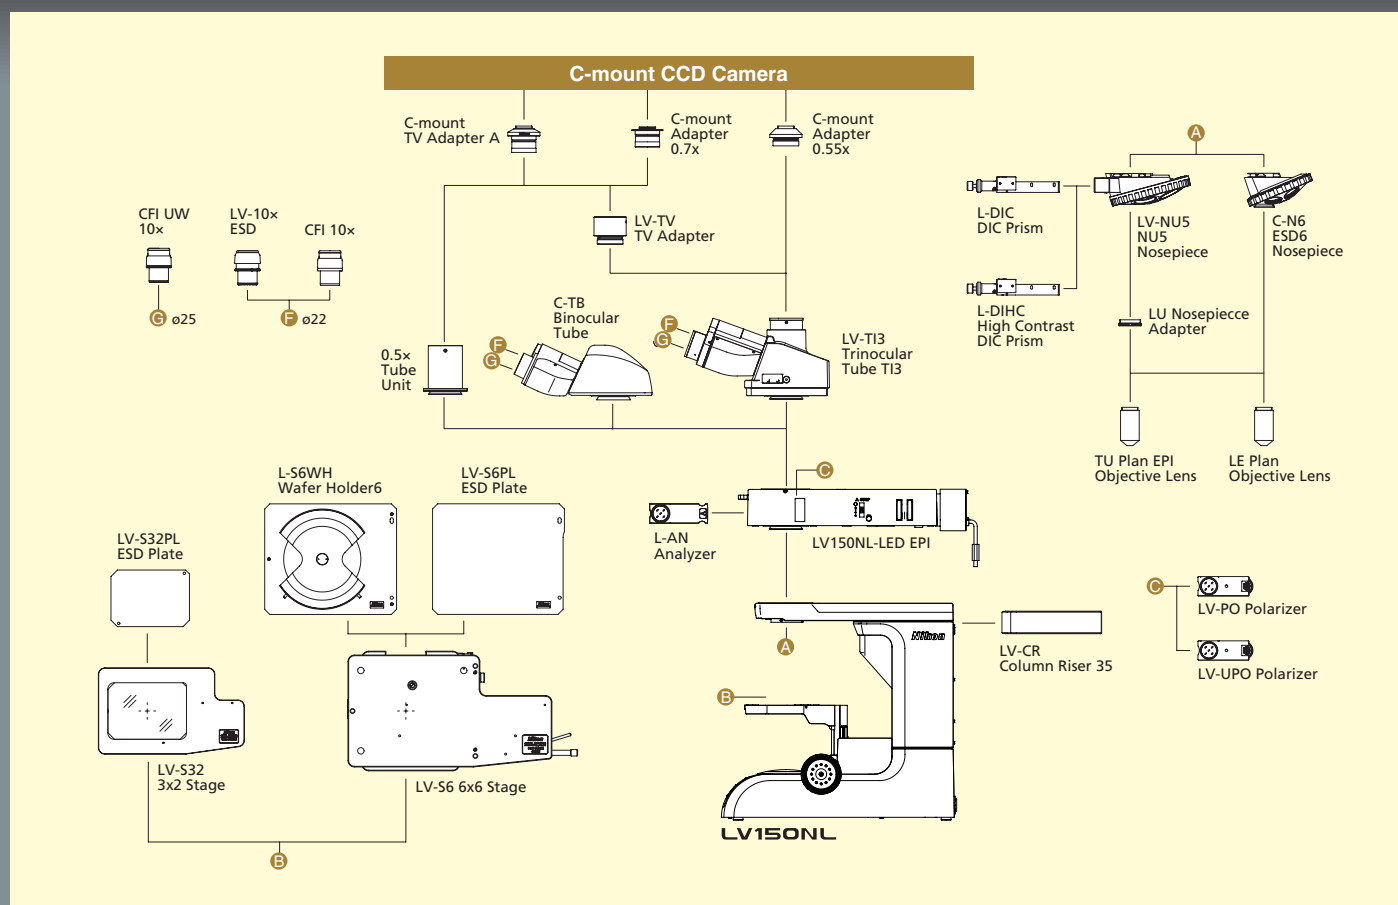 C-mount CCD Camera
C-mount
TV Adapter A
C-mount
Adapter
0.7x
C-mount
Adapter
0.55x
A
L-DIC
DIC Prism
LV-NU5
NU5
Nosepiece
C-N6
ESD6
Nosepiece
CFI UW
10×
LV-10×
ESD
CFI 10×
G ø25
F ø22
LV-TV
TV Adapter
L-DIHC
High Contrast
DIC Prism
LU Nosepiecce
Adapter
C-TB
Binocular
Tube
F
G
F
G
LV-TI3
Trinocular
Tube TI3
0.5×
Tube
Unit
TU Plan EPI
Objective Lens
LE Plan
Objective Lens
L-S6WH
Wafer Holder6
LV-S6PL
ESD Plate
C
L-AN
Analyzer
LV150NL-LED EPI
LV-S32PL
ESD Plate
C
LV-PO Polarizer
LV-UPO Polarizer
A
Nikon
LV-CR
Column Riser 35
B
LV-S32
3x2 Stage
LV-S6 6x6 Stage
LV150NL
B